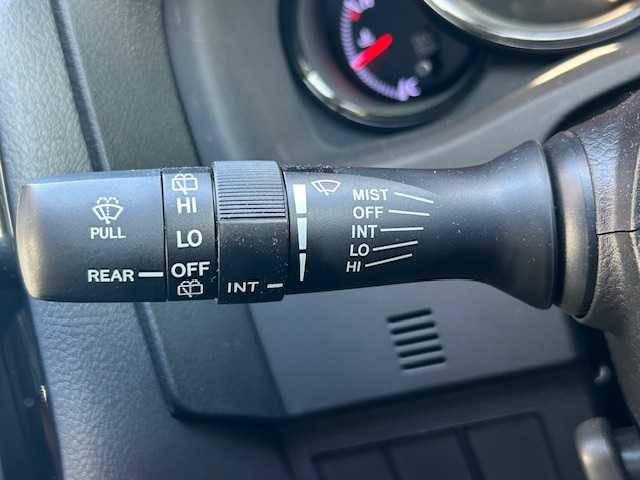 PULL
REAR
HI
LO
OFF
INT
MIST
OFF
INT
LO
HI